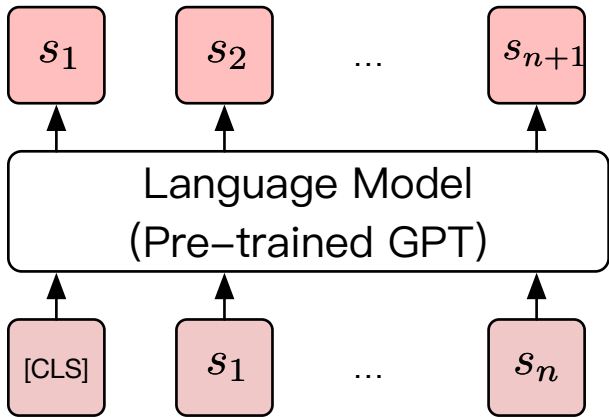 s₁ s₂ ... sₙ₊₁
Language Model
(Pre-trained GPT)
[CLS] s₁ ... sₙ